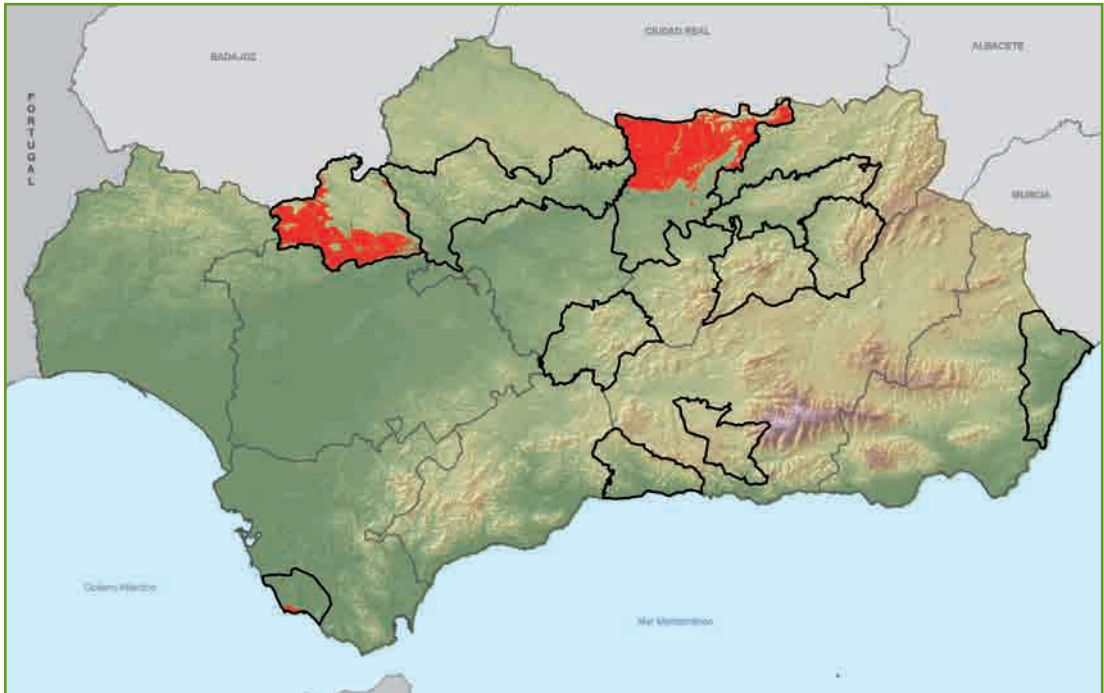 CIUDAD REAL
BADAJOZ
ALBACETE
PORTUGAL
MURCIA
Océano Atlántico
Mar Mediterráneo